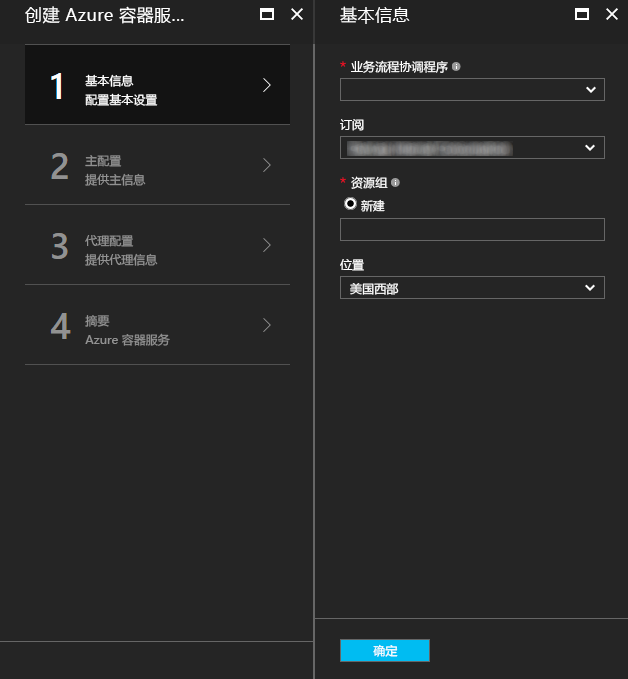 创建 Azure 容器服...
1
基本信息
配置基本设置
2
主配置
提供主信息
3
代理配置
提供代理信息
4
摘要
Azure 容器服务
基本信息
* 业务流程协调程序
订阅
* 资源组
新建
位置
美国西部
确定